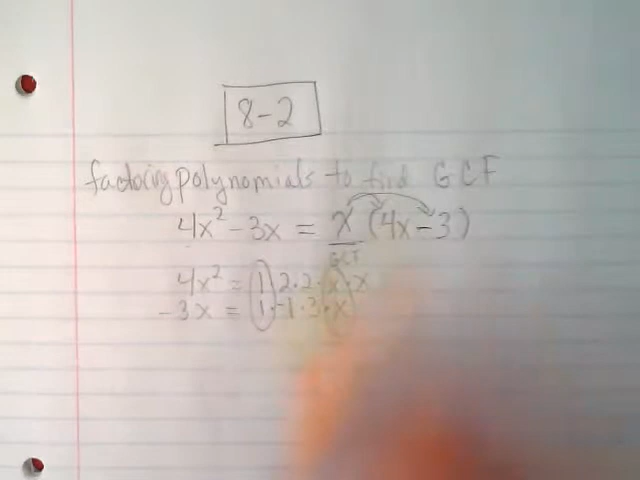 8-2
factoring polynomials to find GCF
4x² - 3x = x (4x - 3)
GCF
4x² = 1·2·2·x·x
-3x = 1·-1·3·x